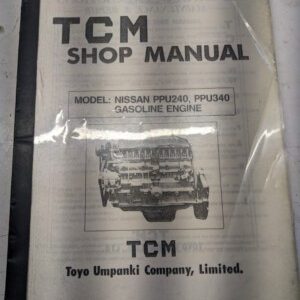 TCM
SHOP MANUAL
MODEL: NISSAN PPU240, PPU340
GASOLINE ENGINE
TCM
Toyo Umpanki Company, Limited.